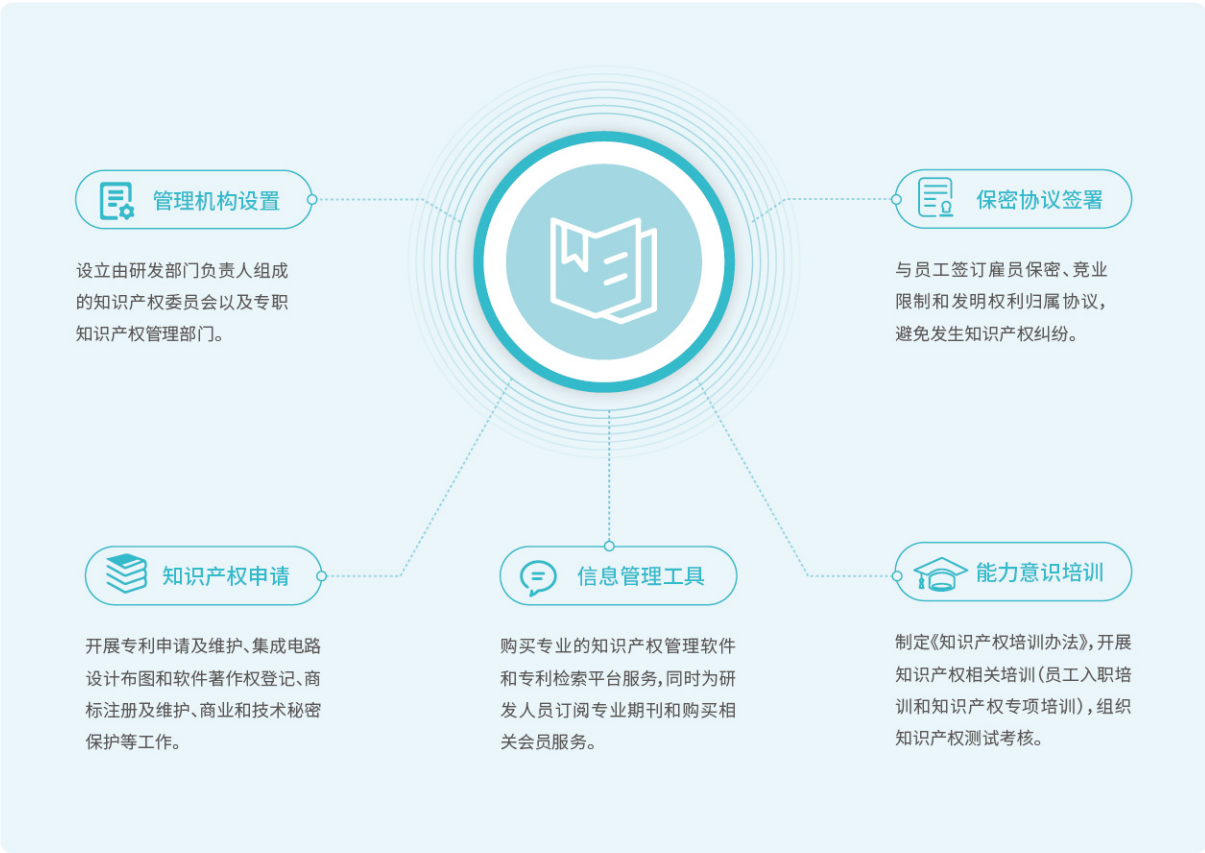 管理机构设置
设立由研发部门负责人组成
的知识产权委员会以及专职
知识产权管理部门。
保密协议签署
与员工签订雇员保密、竞业
限制和发明权利归属协议，
避免发生知识产权纠纷。
知识产权申请
开展专利申请及维护、集成电路
设计布图和软件著作权登记、商
标注册及维护、商业和技术秘密
保护等工作。
信息管理工具
购买专业的知识产权管理软件
和专利检索平台服务，同时为研
发人员订阅专业期刊和购买相
关会员服务。
能力意识培训
制定《知识产权培训办法》，开展
知识产权相关培训（员工入职培
训和知识产权专项培训），组织
知识产权测试考核。